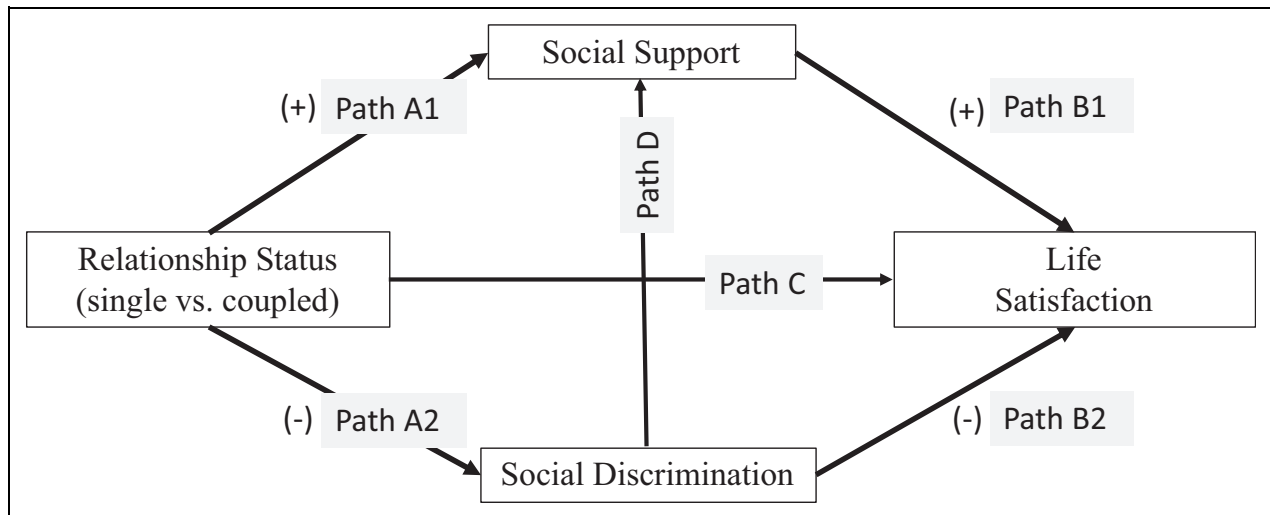 Social Support
(+) Path A1
(+) Path B1
Path D
Relationship Status
(single vs. coupled)
Path C
Life
Satisfaction
(-) Path A2
(-) Path B2
Social Discrimination